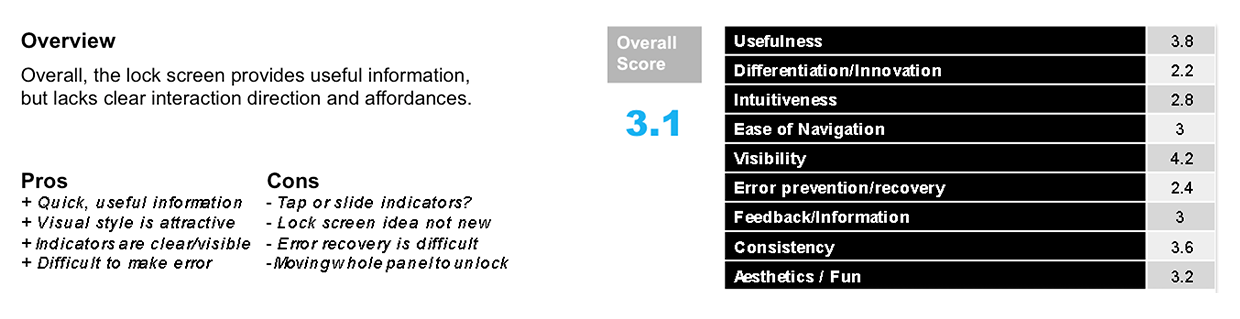 Overview
Overall, the lock screen provides useful information,
but lacks clear interaction direction and affordances.
Pros
+ Quick, useful information
+ Visual style is attractive
+ Indicators are clear/visible
+ Difficult to make error
Cons
- Tap or slide indicators?
- Lock screen idea not new
- Error recovery is difficult
- Moving whole panel to unlock
Overall
Score
3.1
Usefulness 3.8
Differentiation/Innovation 2.2
Intuitiveness 2.8
Ease of Navigation 3
Visibility 4.2
Error prevention/recovery 2.4
Feedback/Information 3
Consistency 3.6
Aesthetics / Fun 3.2